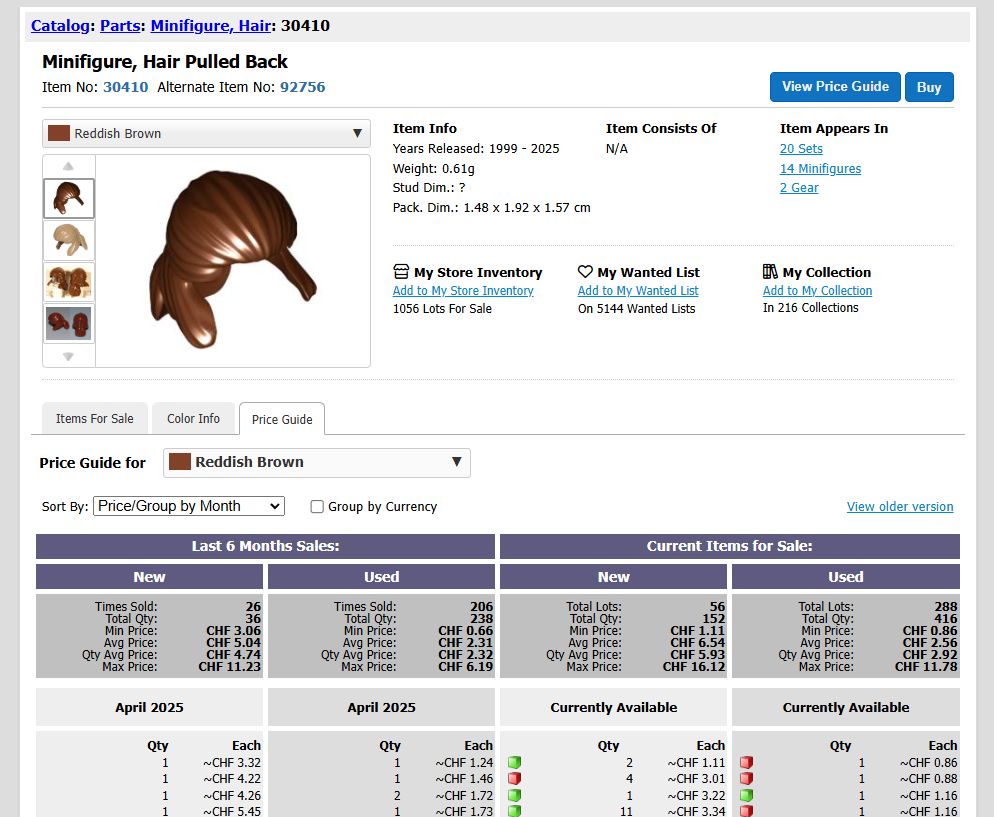 Catalog: Parts: Minifigure, Hair: 30410
Minifigure, Hair Pulled Back
Item No: 30410 Alternate Item No: 92756
View Price Guide Buy
Reddish Brown
Item Info
Years Released: 1999 - 2025
Weight: 0.61g
Stud Dim.: ?
Pack. Dim.: 1.48 x 1.92 x 1.57 cm
Item Consists Of
N/A
Item Appears In
20 Sets
14 Minifigures
2 Gear
My Store Inventory
Add to My Store Inventory
1056 Lots For Sale
My Wanted List
Add to My Wanted List
On 5144 Wanted Lists
My Collection
Add to My Collection
In 216 Collections
Items For Sale Color Info Price Guide
Price Guide for Reddish Brown
Sort By: Price/Group by Month Group by Currency View older version
Last 6 Months Sales: Current Items for Sale:
New Used New Used
Times Sold: 26 Times Sold: 206 Total Lots: 56 Total Lots: 288
Total Qty: 36 Total Qty: 238 Total Qty: 152 Total Qty: 416
Min Price: CHF 3.06 Min Price: CHF 0.66 Min Price: CHF 1.11 Min Price: CHF 0.86
Avg Price: CHF 5.04 Avg Price: CHF 2.31 Avg Price: CHF 6.54 Avg Price: CHF 2.56
Qty Avg Price: CHF 4.74 Qty Avg Price: CHF 2.32 Qty Avg Price: CHF 5.93 Qty Avg Price: CHF 2.92
Max Price: CHF 11.23 Max Price: CHF 6.19 Max Price: CHF 16.12 Max Price: CHF 11.78
April 2025 April 2025 Currently Available Currently Available
Qty Each Qty Each Qty Each Qty Each
1 ~CHF 3.32 1 ~CHF 1.24 2 ~CHF 1.11 1 ~CHF 0.86
1 ~CHF 4.22 1 ~CHF 1.46 4 ~CHF 3.01 1 ~CHF 0.88
1 ~CHF 4.26 2 ~CHF 1.72 1 ~CHF 3.22 1 ~CHF 1.16
1 ~CHF 5.45 1 ~CHF 1.73 11 ~CHF 3.34 1 ~CHF 1.16